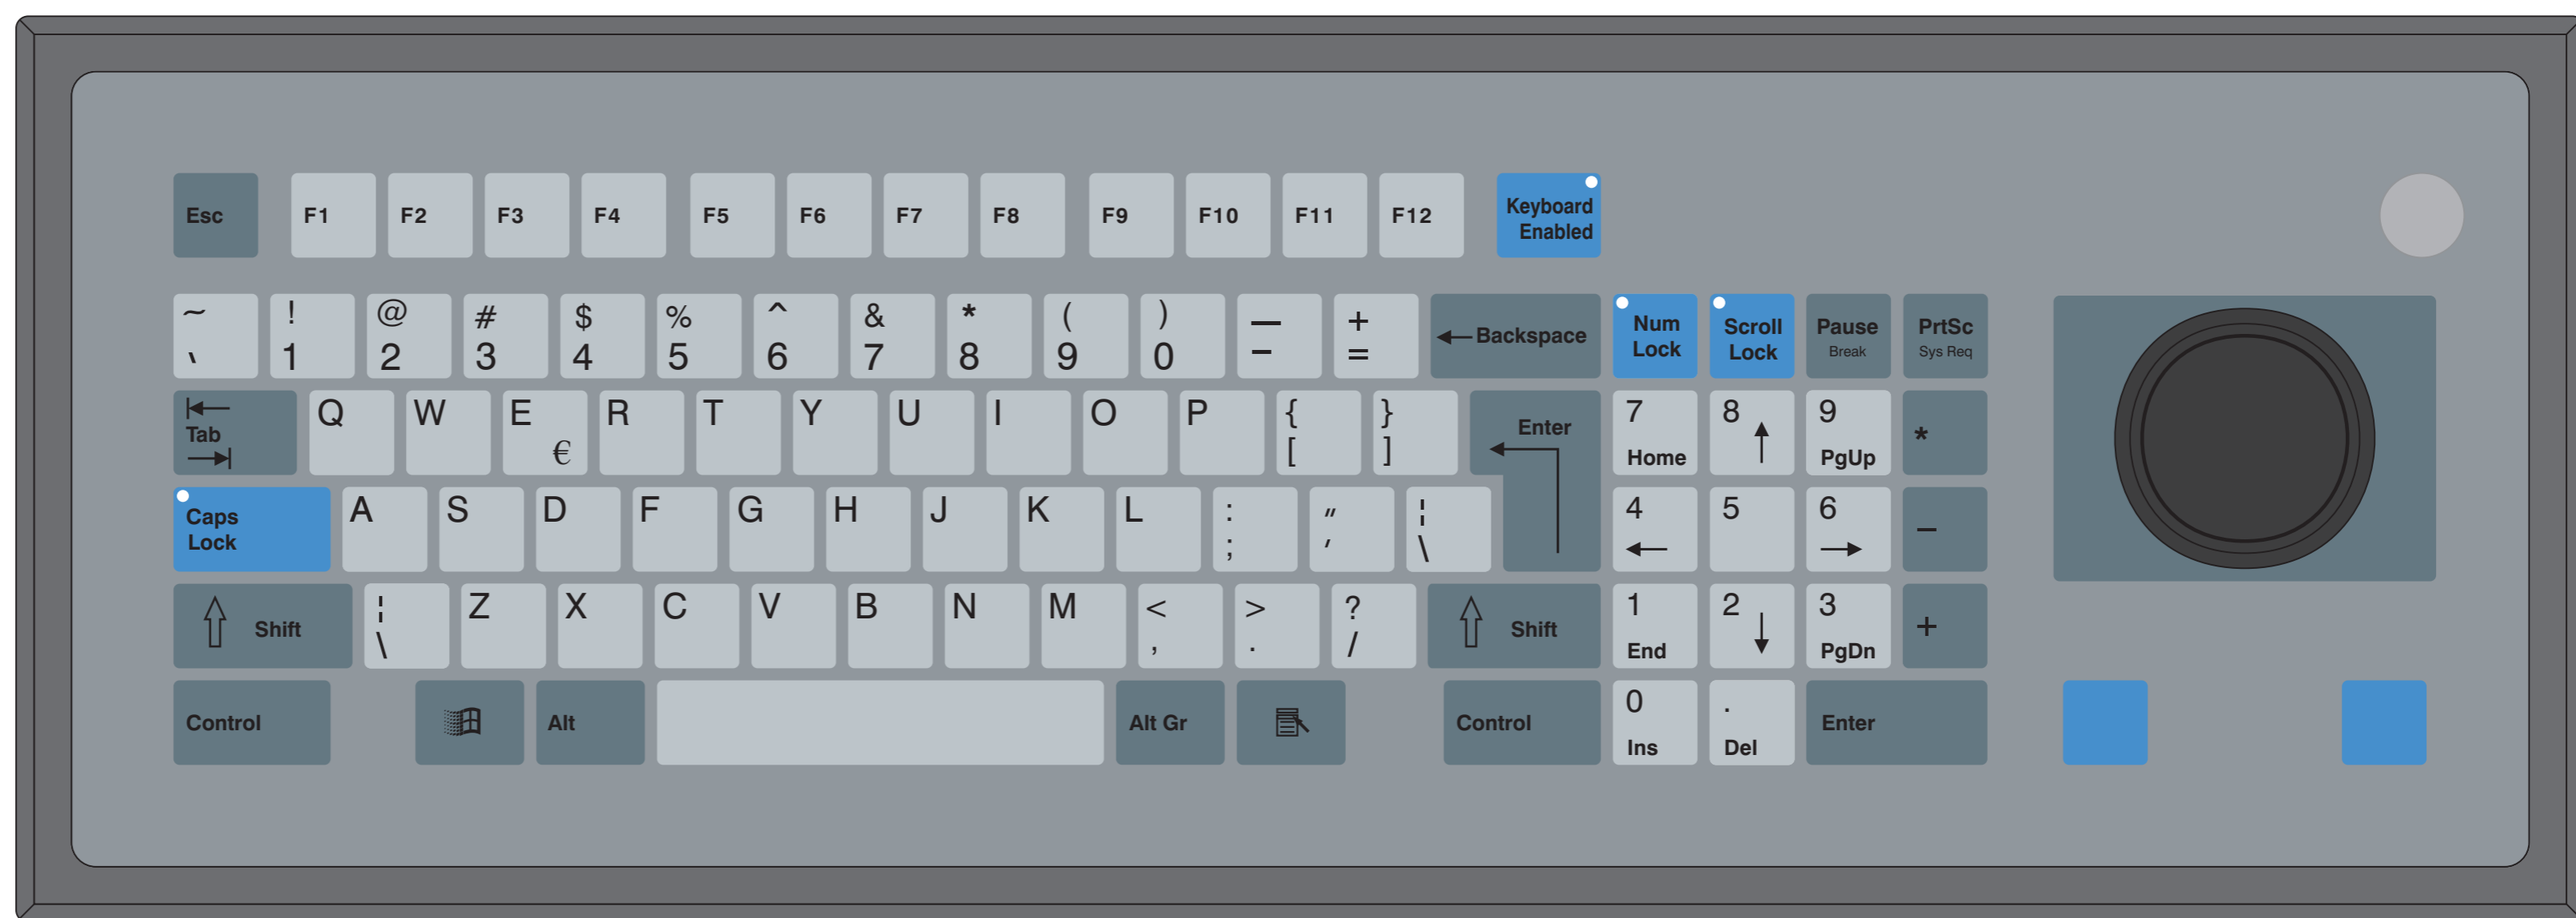 Esc F1 F2 F3 F4 F5 F6 F7 F8 F9 F10 F11 F12 Keyboard
Enabled
~ ! @ # $ % ^ & * ( ) — +
` 1 2 3 4 5 6 7 8 9 0 - = Backspace
Num
Lock
Scroll
Lock
Pause
Break
PrtSc
Sys Req
Tab Q W E € R T Y U I O P { }
[ ]
Enter
7 8 9 *
Home PgUp
Caps
Lock
A S D F G H J K L : " ¦
; ' \
4 5 6 -
Shift ¦ Z X C V B N M < > ?
\ , . /
Shift
1 2 3 +
End PgDn
Control Alt Alt Gr Control
0 . Enter
Ins Del